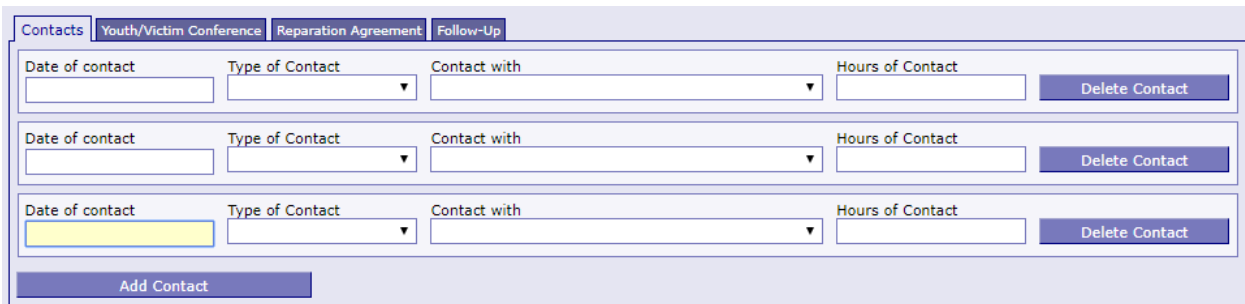 Contacts Youth/Victim Conference Reparation Agreement Follow-Up
Date of contact Type of Contact Contact with Hours of Contact
Delete Contact
Date of contact Type of Contact Contact with Hours of Contact
Delete Contact
Date of contact Type of Contact Contact with Hours of Contact
Delete Contact
Add Contact